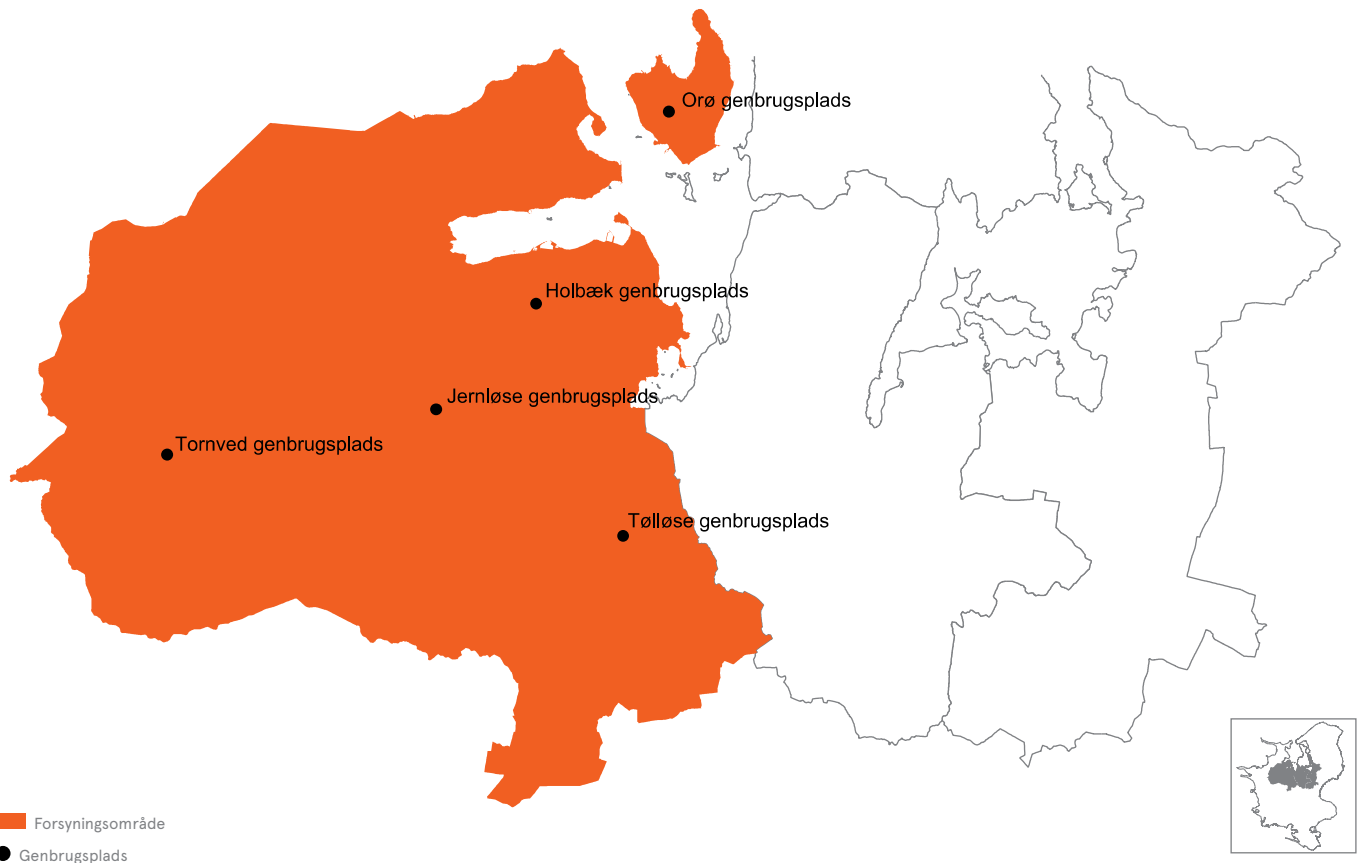 Orø genbrugsplads
Holbæk genbrugsplads
Jernløse genbrugsplads
Tornved genbrugsplads
Tølløse genbrugsplads
Forsyningsområde
Genbrugsplads